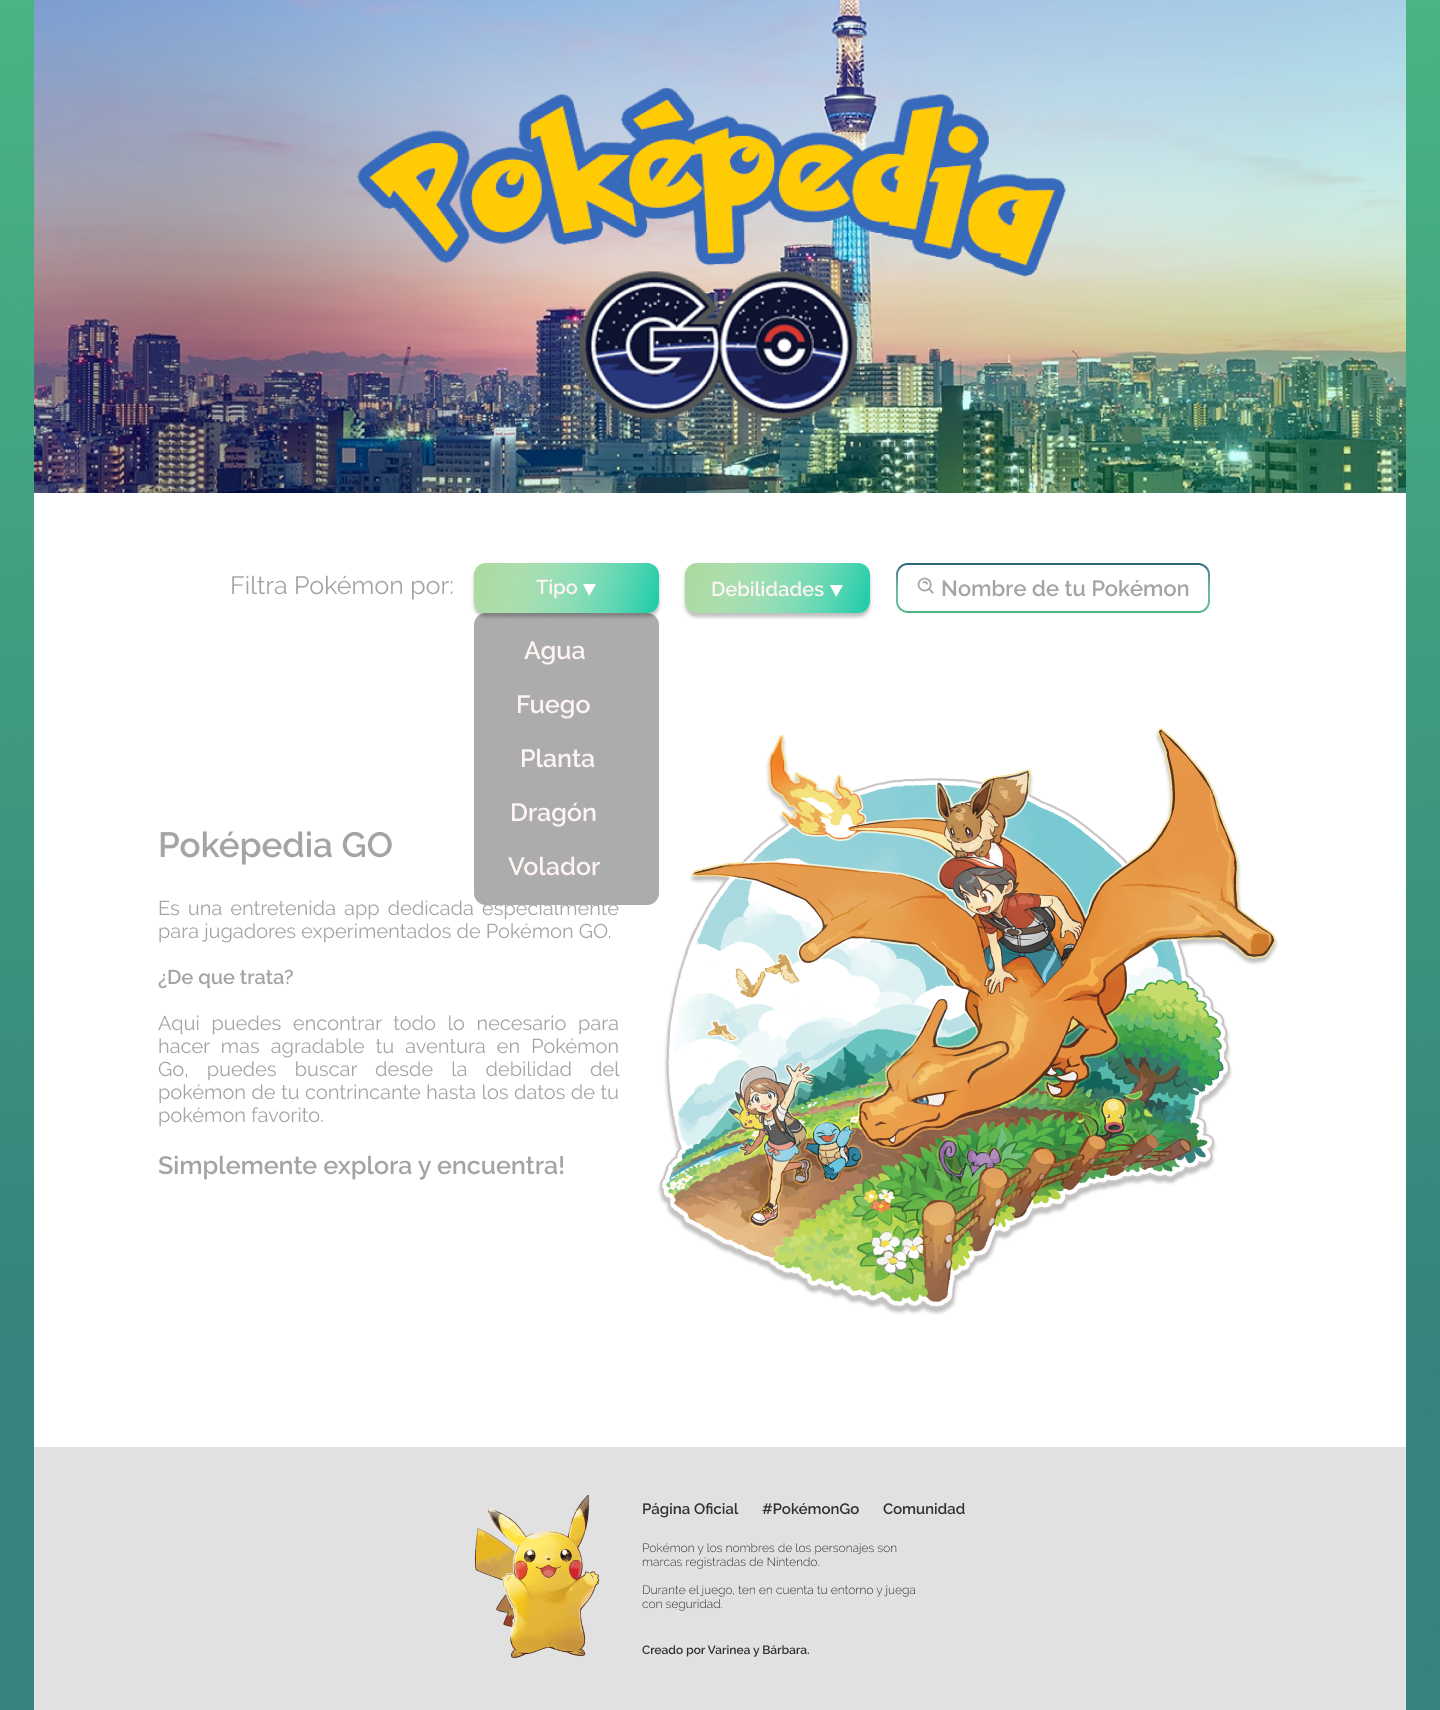 Poképedia
GO
Filtra Pokémon por:
Tipo ▼
Debilidades ▼
Nombre de tu Pokémon
Agua
Fuego
Planta
Dragón
Volador
Poképedia GO
Es una entretenida app dedicada especialmente
para jugadores experimentados de Pokémon GO.
¿De que trata?
Aqui puedes encontrar todo lo necesario para
hacer mas agradable tu aventura en Pokémon
Go, puedes buscar desde la debilidad del
pokémon de tu contrincante hasta los datos de tu
pokémon favorito.
Simplemente explora y encuentra!
Página Oficial #PokémonGo Comunidad
Pokémon y los nombres de los personajes son
marcas registradas de Nintendo.
Durante el juego, ten en cuenta tu entorno y juega
con seguridad.
Creado por Varinea y Bárbara.